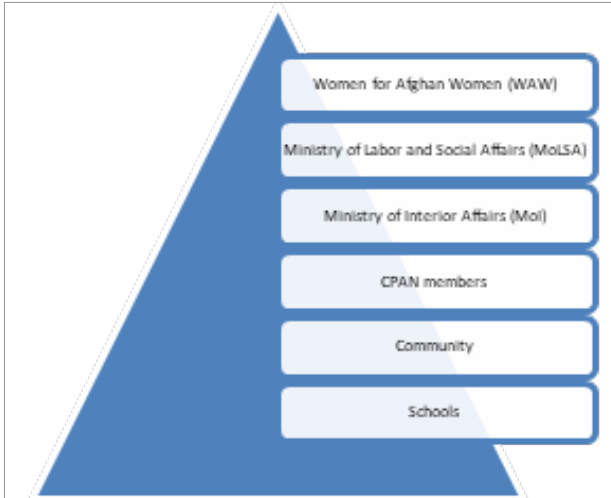 Women for Afghan Women (WAW)
Ministry of Labor and Social Affairs (MoLSA)
Ministry of Interior Affairs (MoI)
CPAN members
Community
Schools